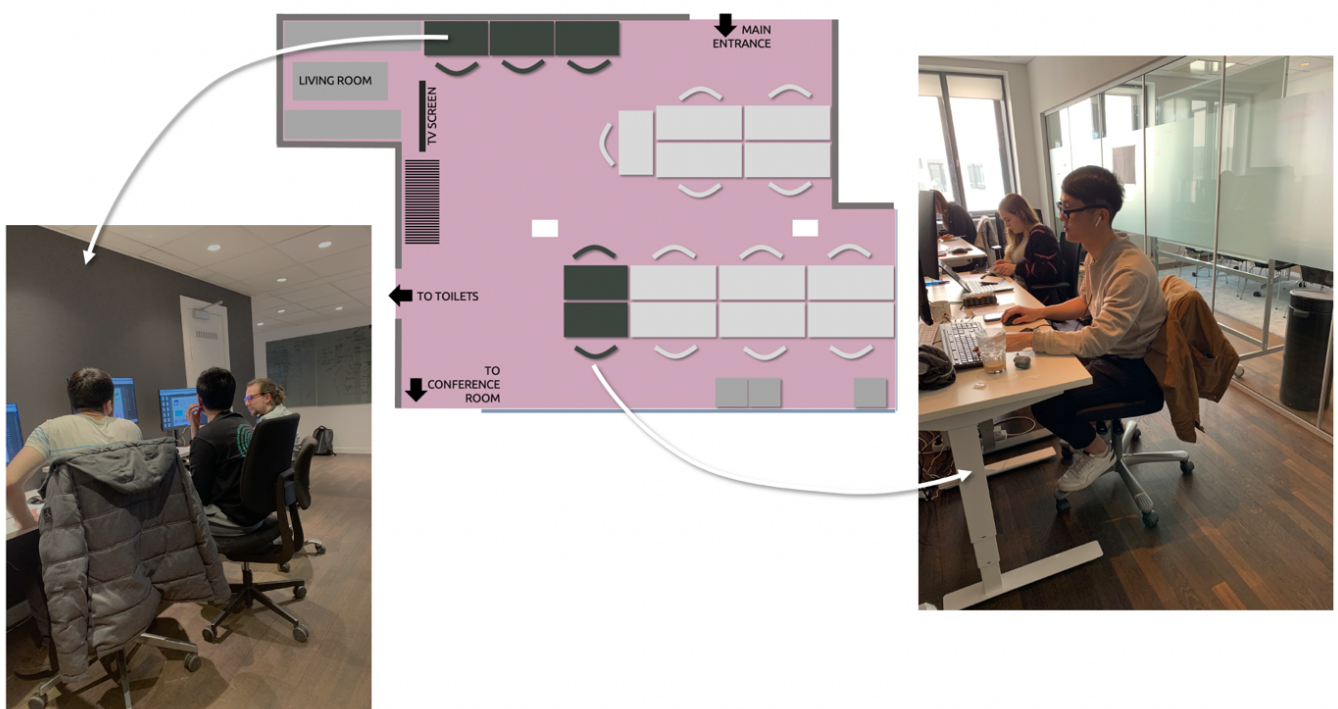 MAIN
ENTRANCE
LIVING ROOM
TV SCREEN
TO TOILETS
TO
CONFERENCE
ROOM